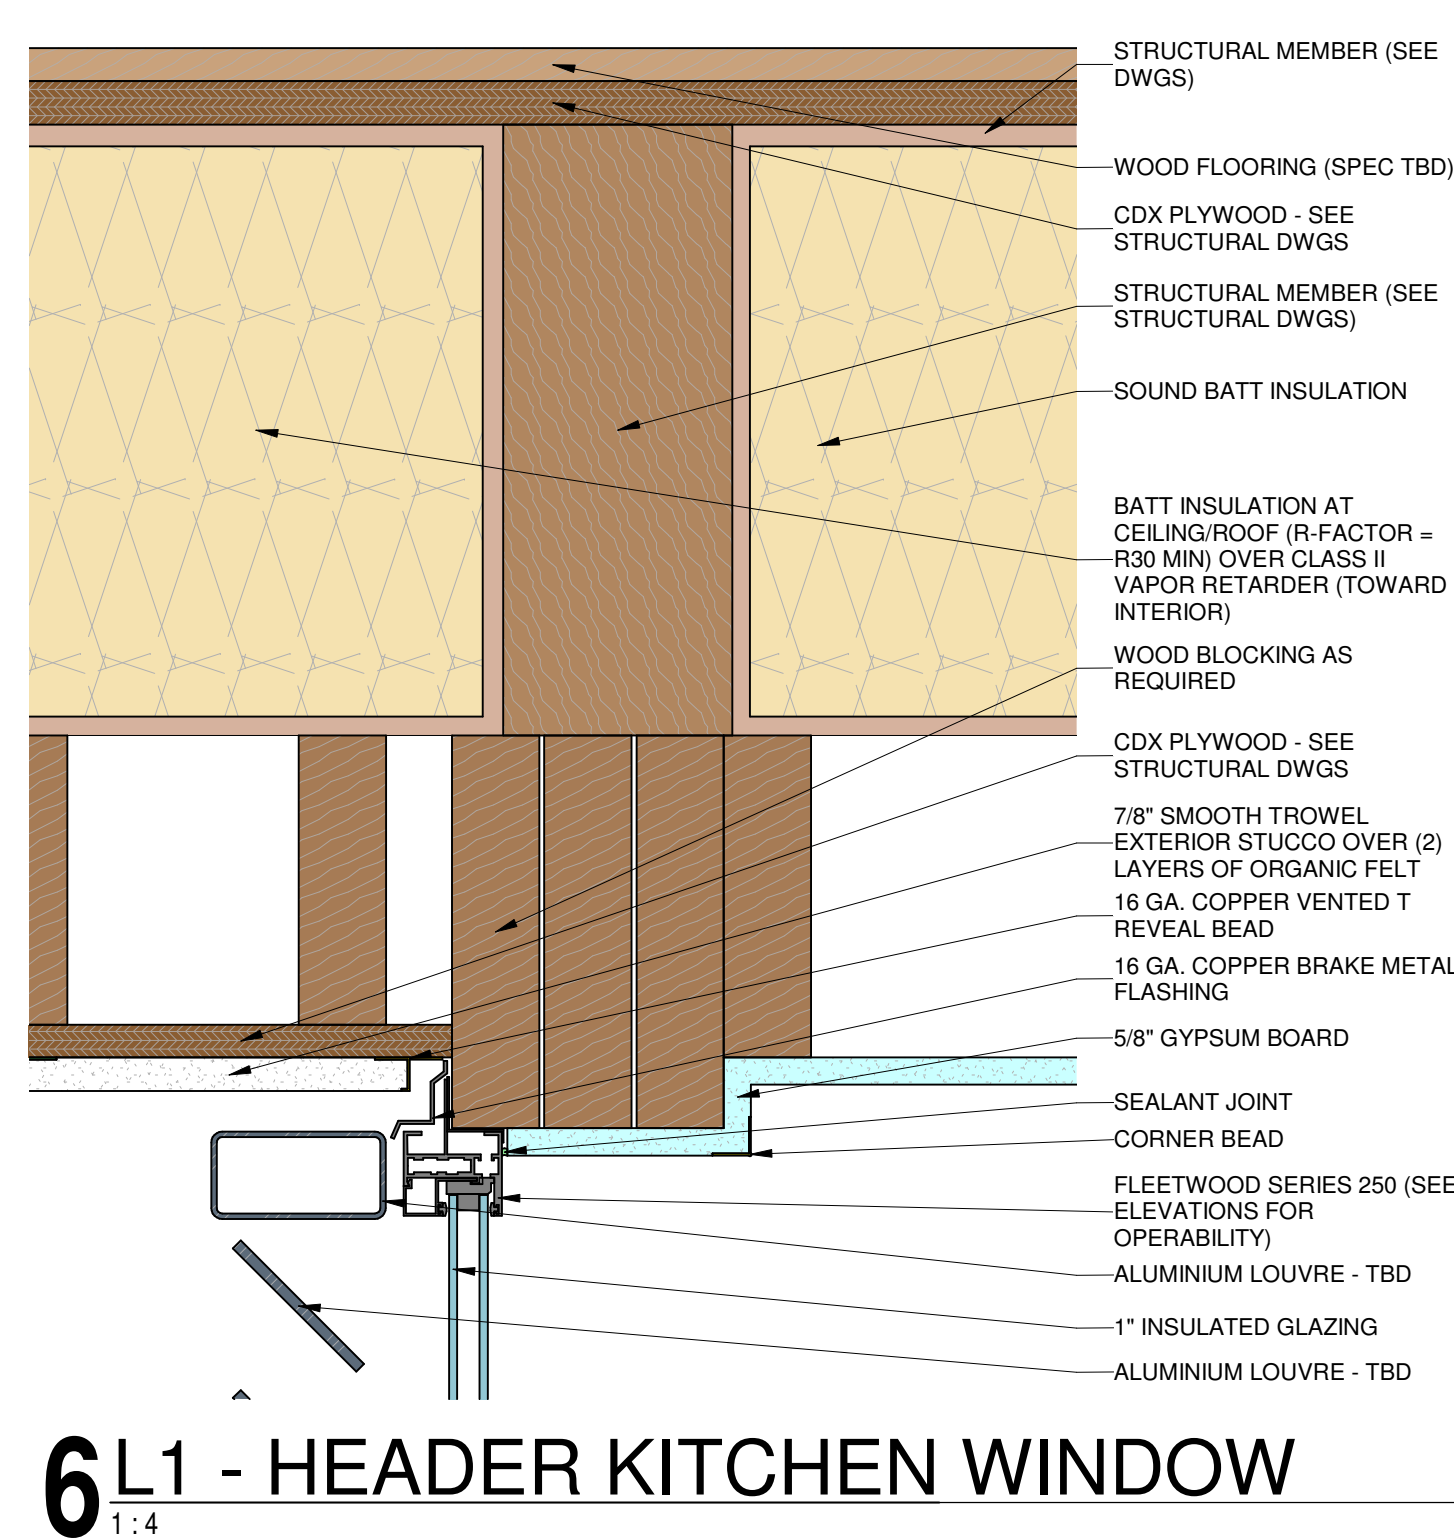 STRUCTURAL MEMBER (SEE
DWGS)
WOOD FLOORING (SPEC TBD)
CDX PLYWOOD - SEE
STRUCTURAL DWGS
STRUCTURAL MEMBER (SEE
STRUCTURAL DWGS)
SOUND BATT INSULATION
BATT INSULATION AT
CEILING/ROOF (R-FACTOR =
R30 MIN) OVER CLASS II
VAPOR RETARDER (TOWARD
INTERIOR)
WOOD BLOCKING AS
REQUIRED
CDX PLYWOOD - SEE
STRUCTURAL DWGS
7/8" SMOOTH TROWEL
EXTERIOR STUCCO OVER (2)
LAYERS OF ORGANIC FELT
16 GA. COPPER VENTED T
REVEAL BEAD
16 GA. COPPER BRAKE METAL
FLASHING
5/8" GYPSUM BOARD
SEALANT JOINT
CORNER BEAD
FLEETWOOD SERIES 250 (SEE
ELEVATIONS FOR
OPERABILITY)
ALUMINIUM LOUVRE - TBD
1" INSULATED GLAZING
ALUMINIUM LOUVRE - TBD
6 L1 - HEADER KITCHEN WINDOW
1 : 4